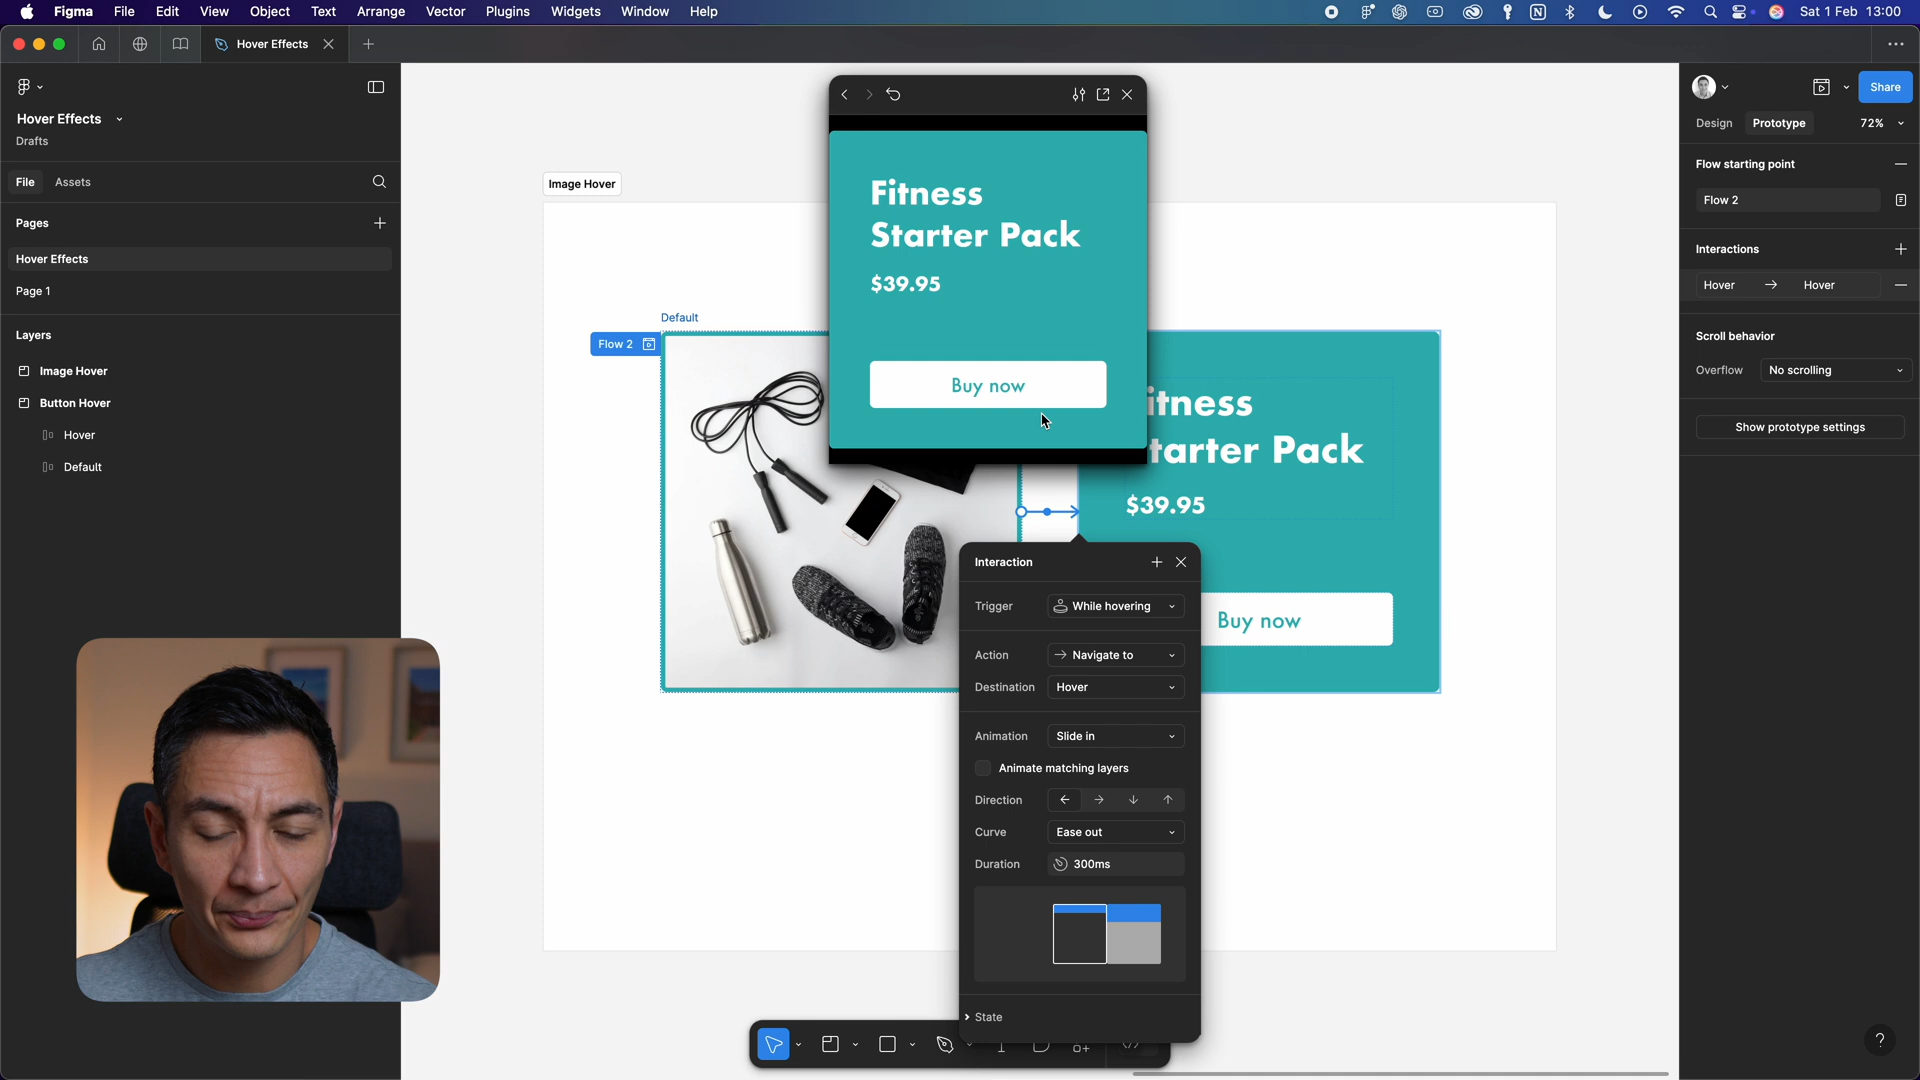 Figma File Edit View Object Text Arrange Vector Plugins Widgets Window Help
Sat 1 Feb 13:00
Hover Effects
Hover Effects
Drafts
File Assets
Pages
Hover Effects
Page 1
Layers
Image Hover
Button Hover
Hover
Default
Image Hover
Default
Flow 2
Fitness
Starter Pack
$39.95
Buy now
itness
tarter Pack
$39.95
Buy now
Interaction
Trigger While hovering
Action Navigate to
Destination Hover
Animation Slide in
Animate matching layers
Direction
Curve Ease out
Duration 300ms
State
Share
Design Prototype 72%
Flow starting point
Flow 2
Interactions
Hover Hover
Scroll behavior
Overflow No scrolling
Show prototype settings
?